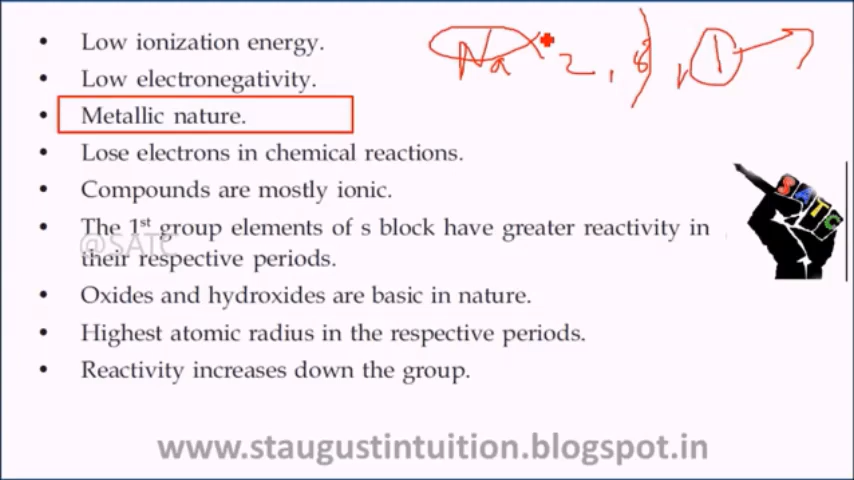 Na 2, 8, 1
• Low ionization energy.
• Low electronegativity.
• Metallic nature.
• Lose electrons in chemical reactions.
• Compounds are mostly ionic.
• The 1st group elements of s block have greater reactivity in
their respective periods.
@SATC
SATC
• Oxides and hydroxides are basic in nature.
• Highest atomic radius in the respective periods.
• Reactivity increases down the group.
www.staugustintuition.blogspot.in